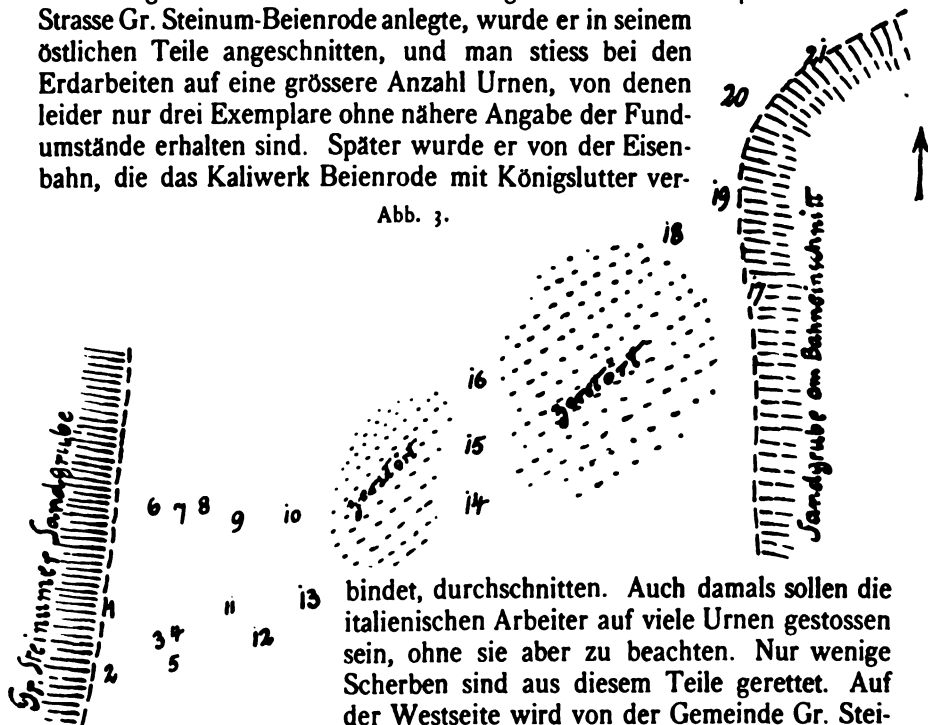 Strasse Gr. Steinum-Beienrode anlegte, wurde er in seinem
östlichen Teile angeschnitten, und man stiess bei den
Erdarbeiten auf eine grössere Anzahl Urnen, von denen
leider nur drei Exemplare ohne nähere Angabe der Fund-
umstände erhalten sind. Später wurde er von der Eisen-
bahn, die das Kaliwerk Beienrode mit Königslutter ver-
Abb. 3.
21
20
19
18
17
Sandgrube am Bahneinschnitt
zerstört
16
15
14
zerstört
Gr. Steinumer Sandgrube
6 7 8 9 10
1
11
13
3 4
12
5
2
bindet, durchschnitten. Auch damals sollen die
italienischen Arbeiter auf viele Urnen gestossen
sein, ohne sie aber zu beachten. Nur wenige
Scherben sind aus diesem Teile gerettet. Auf
der Westseite wird von der Gemeinde Gr. Stei-